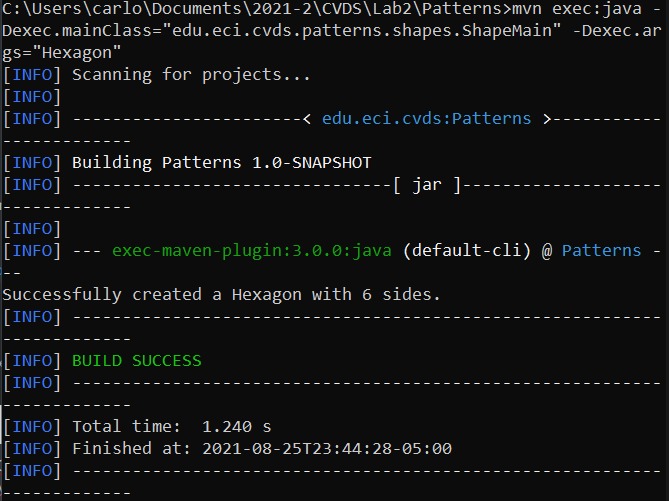 C:\Users\carlo\Documents\2021-2\CVDS\Lab2\Patterns>mvn exec:java -
Dexec.mainClass="edu.eci.cvds.patterns.shapes.ShapeMain" -Dexec.ar
gs="Hexagon"
[INFO] Scanning for projects...
[INFO]
[INFO] -----------------------< edu.eci.cvds:Patterns >-----------
-------------
[INFO] Building Patterns 1.0-SNAPSHOT
[INFO] --------------------------------[ jar ]--------------------
-------------
[INFO]
[INFO] --- exec-maven-plugin:3.0.0:java (default-cli) @ Patterns -
--
Successfully created a Hexagon with 6 sides.
[INFO] -----------------------------------------------------------
-------------
[INFO] BUILD SUCCESS
[INFO] -----------------------------------------------------------
-------------
[INFO] Total time:  1.240 s
[INFO] Finished at: 2021-08-25T23:44:28-05:00
[INFO] -----------------------------------------------------------
-------------